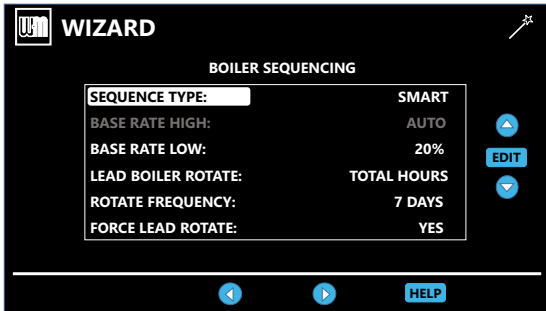 WM WIZARD
BOILER SEQUENCING
SEQUENCE TYPE: SMART
BASE RATE HIGH: AUTO
BASE RATE LOW: 20%
EDIT
LEAD BOILER ROTATE: TOTAL HOURS
ROTATE FREQUENCY: 7 DAYS
FORCE LEAD ROTATE: YES
HELP